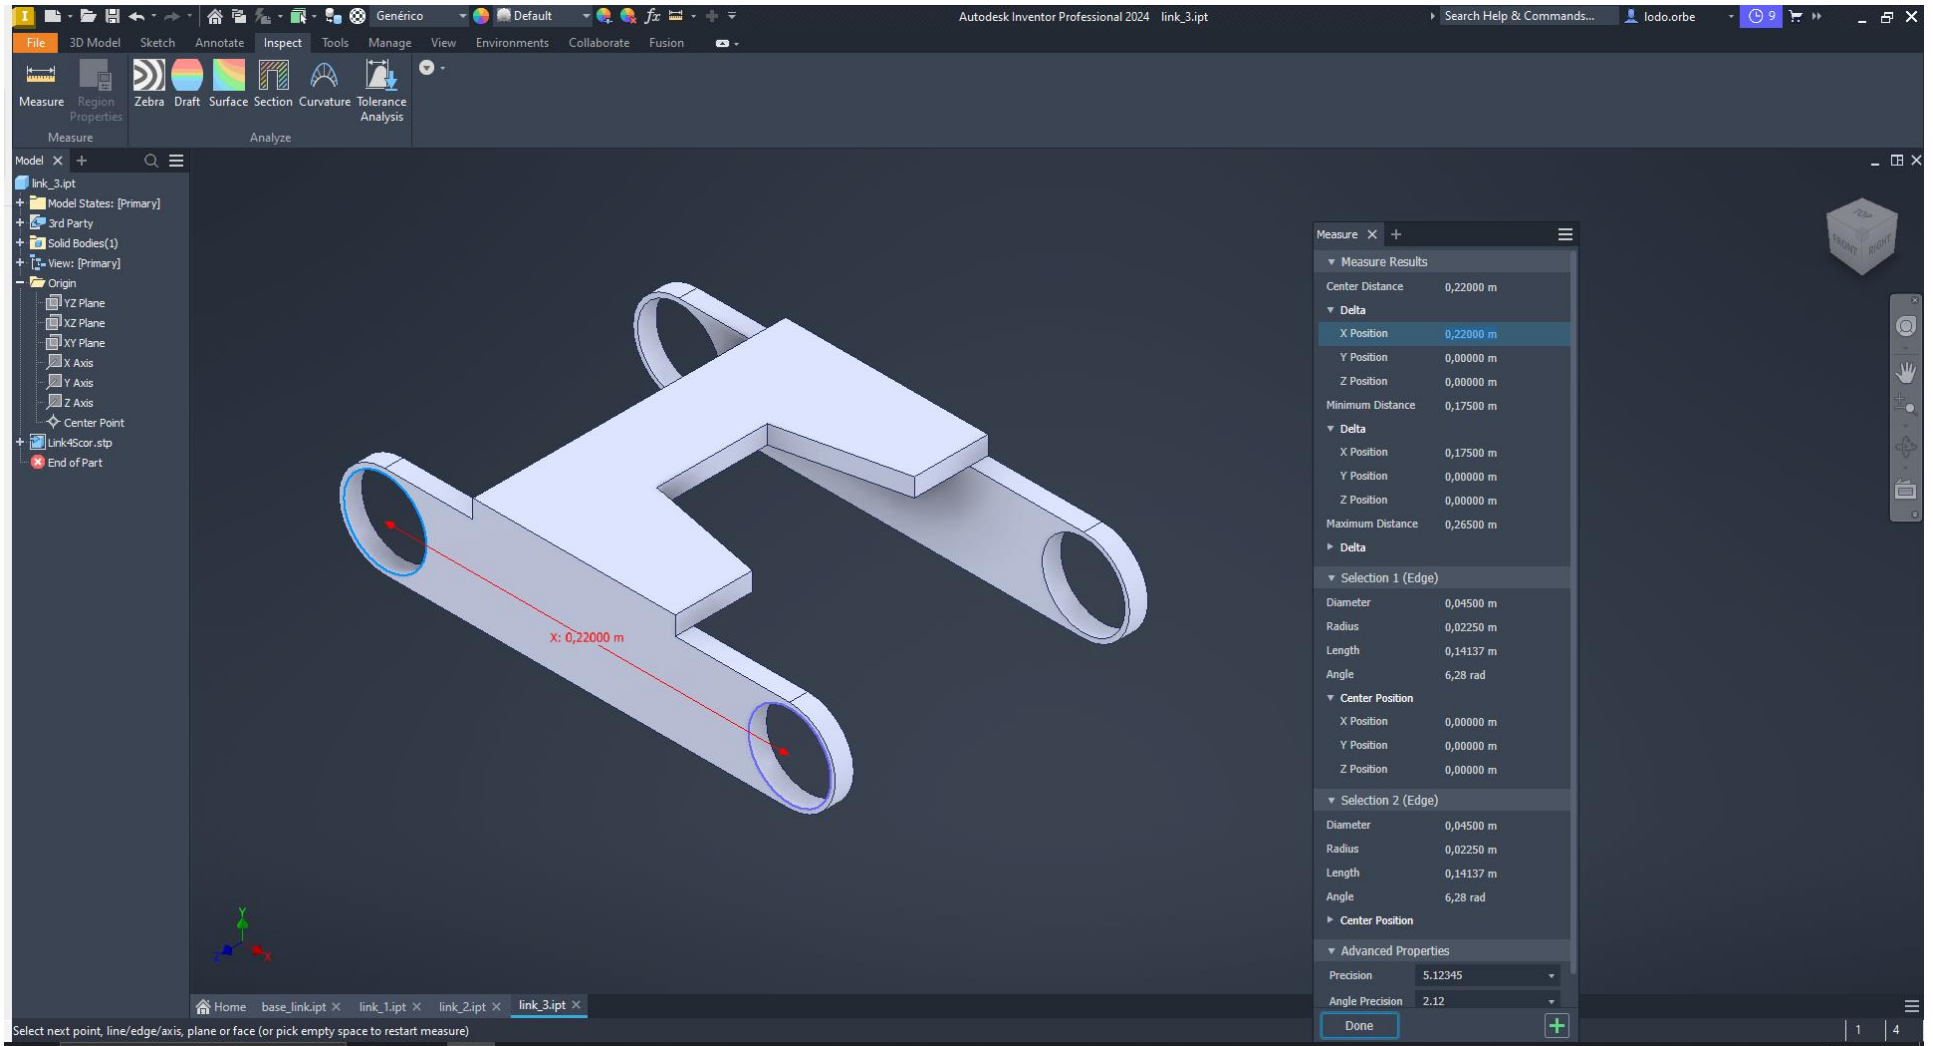 Genérico Default fx Autodesk Inventor Professional 2024 link_3.ipt Search Help & Commands... lodo.orbe 9
File 3D Model Sketch Annotate Inspect Tools Manage View Environments Collaborate Fusion
Measure Region Properties Zebra Draft Surface Section Curvature Tolerance Analysis
Measure Analyze
Model
link_3.ipt
Model States: [Primary]
3rd Party
Solid Bodies(1)
View: [Primary]
Origin
YZ Plane
XZ Plane
XY Plane
X Axis
Y Axis
Z Axis
Center Point
Link4Scor.stp
End of Part
X: 0,22000 m
Y
Z
X
TOP
FRONT RIGHT
Measure
Measure Results
Center Distance 0,22000 m
Delta
X Position 0,22000 m
Y Position 0,00000 m
Z Position 0,00000 m
Minimum Distance 0,17500 m
Delta
X Position 0,17500 m
Y Position 0,00000 m
Z Position 0,00000 m
Maximum Distance 0,26500 m
Delta
Selection 1 (Edge)
Diameter 0,04500 m
Radius 0,02250 m
Length 0,14137 m
Angle 6,28 rad
Center Position
X Position 0,00000 m
Y Position 0,00000 m
Z Position 0,00000 m
Selection 2 (Edge)
Diameter 0,04500 m
Radius 0,02250 m
Length 0,14137 m
Angle 6,28 rad
Center Position
Advanced Properties
Precision 5.12345
Angle Precision 2.12
Done
Home base_link.ipt link_1.ipt link_2.ipt link_3.ipt
Select next point, line/edge/axis, plane or face (or pick empty space to restart measure)
1 4